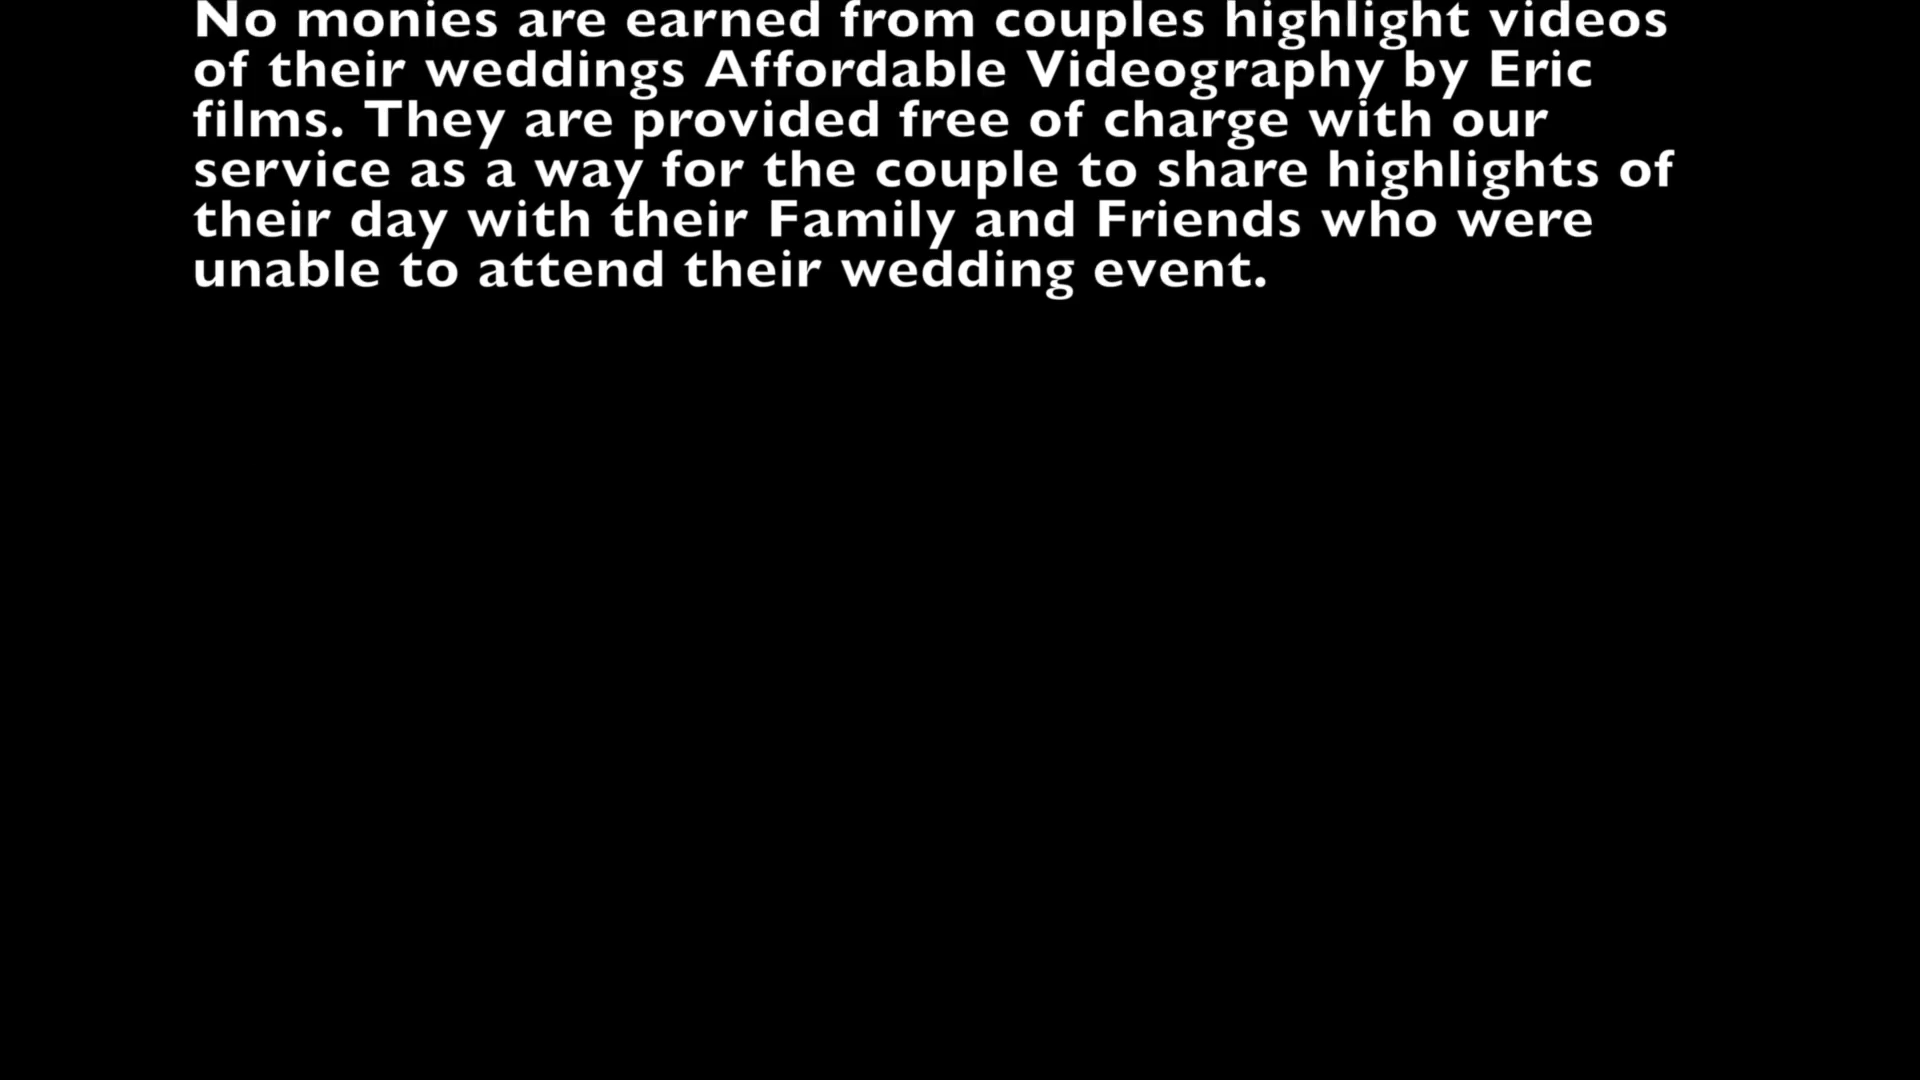 No monies are earned from couples highlight videos
of their weddings Affordable Videography by Eric
films. They are provided free of charge with our
service as a way for the couple to share highlights of
their day with their Family and Friends who were
unable to attend their wedding event.